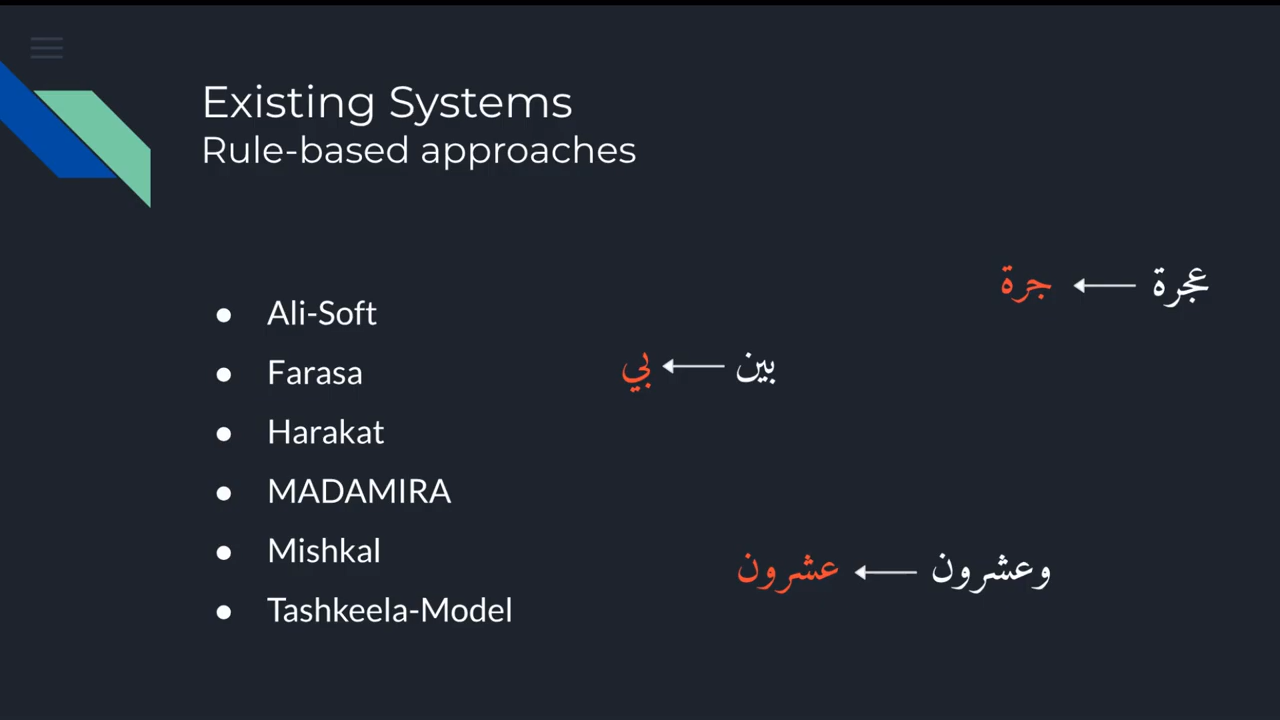 Existing Systems
Rule-based approaches
عجرة ← جرة
● Ali-Soft
بين ← بي
● Farasa
● Harakat
● MADAMIRA
● Mishkal
وعشرون ← عشرون
● Tashkeela-Model